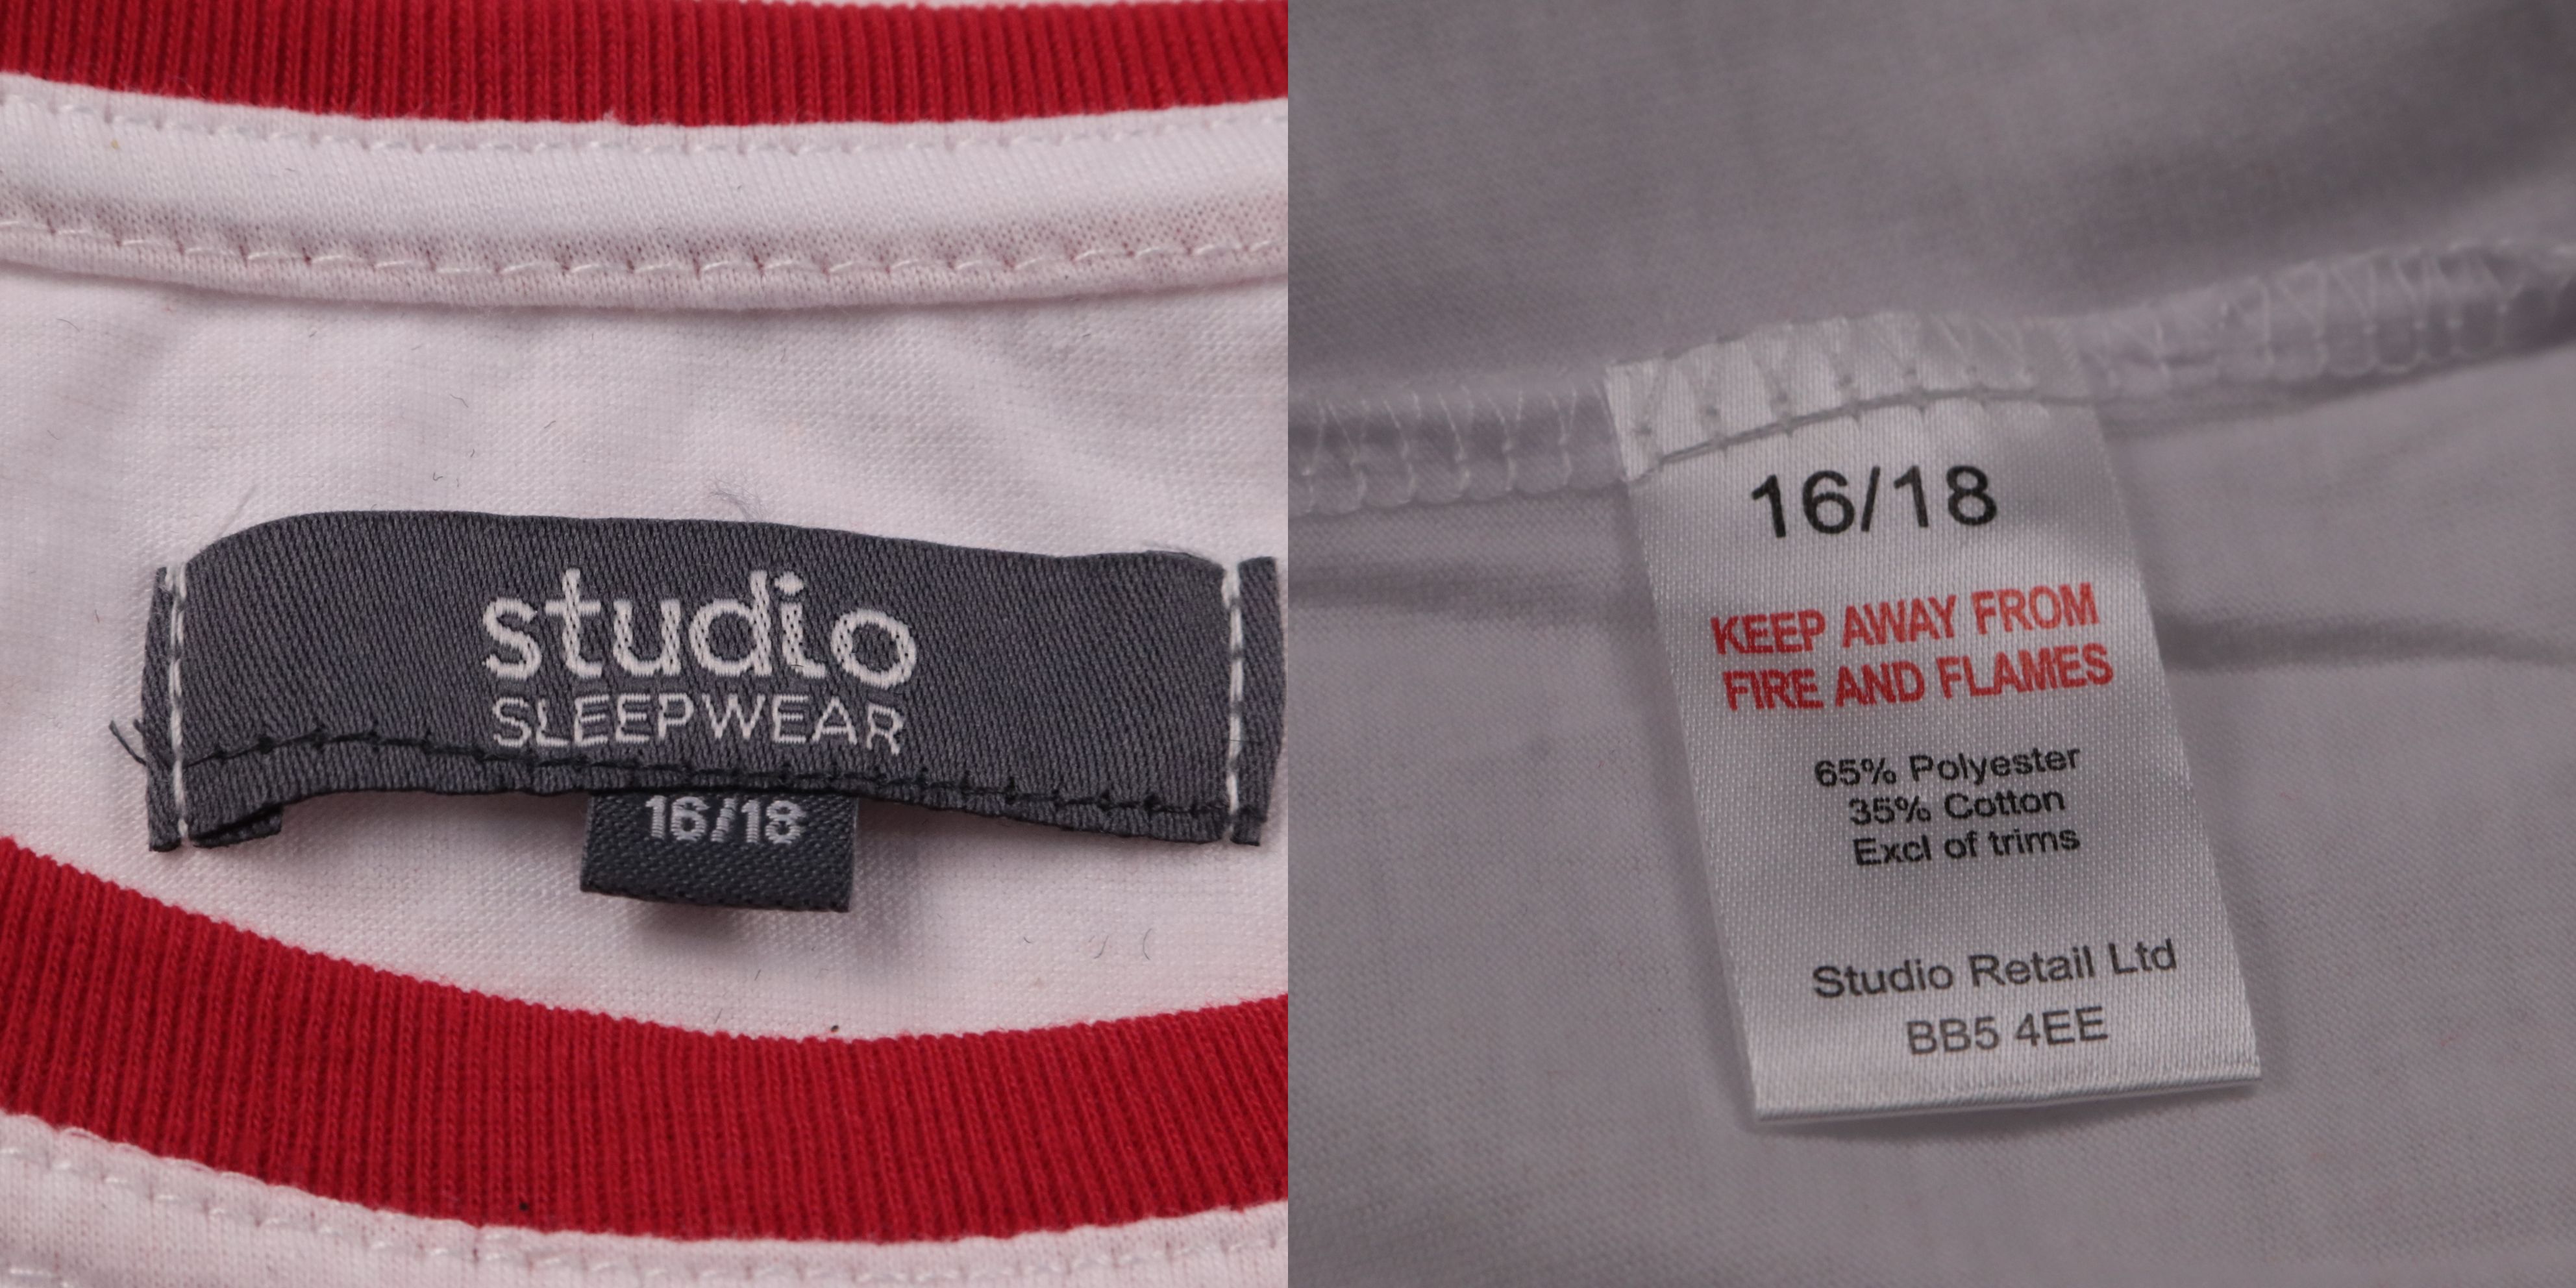 studio
SLEEPWEAR
16/18
16/18
KEEP AWAY FROM
FIRE AND FLAMES
65% Polyester
35% Cotton
Excl of trims
Studio Retail Ltd
BB5 4EE